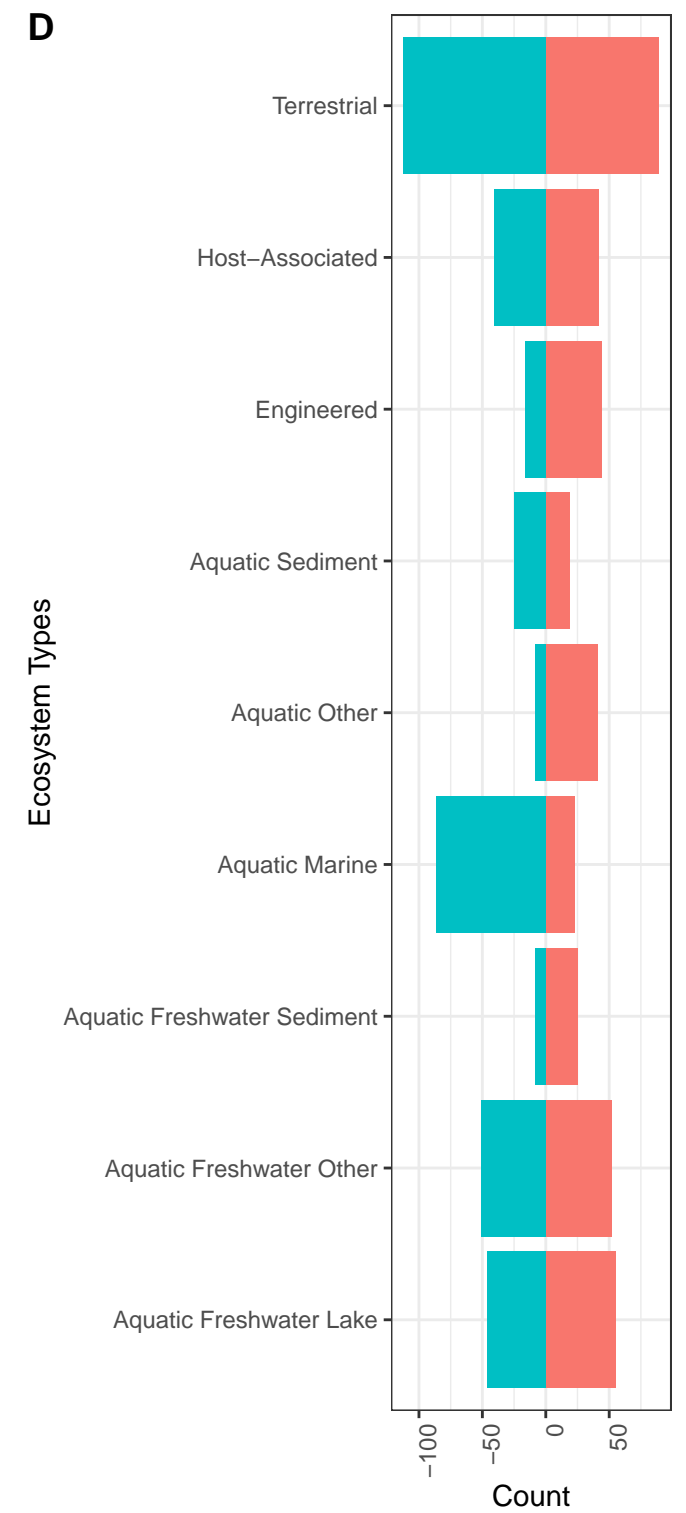 D
Ecosystem Types
Terrestrial
Host−Associated
Engineered
Aquatic Sediment
Aquatic Other
Aquatic Marine
Aquatic Freshwater Sediment
Aquatic Freshwater Other
Aquatic Freshwater Lake
−100
−50
0
50
Count